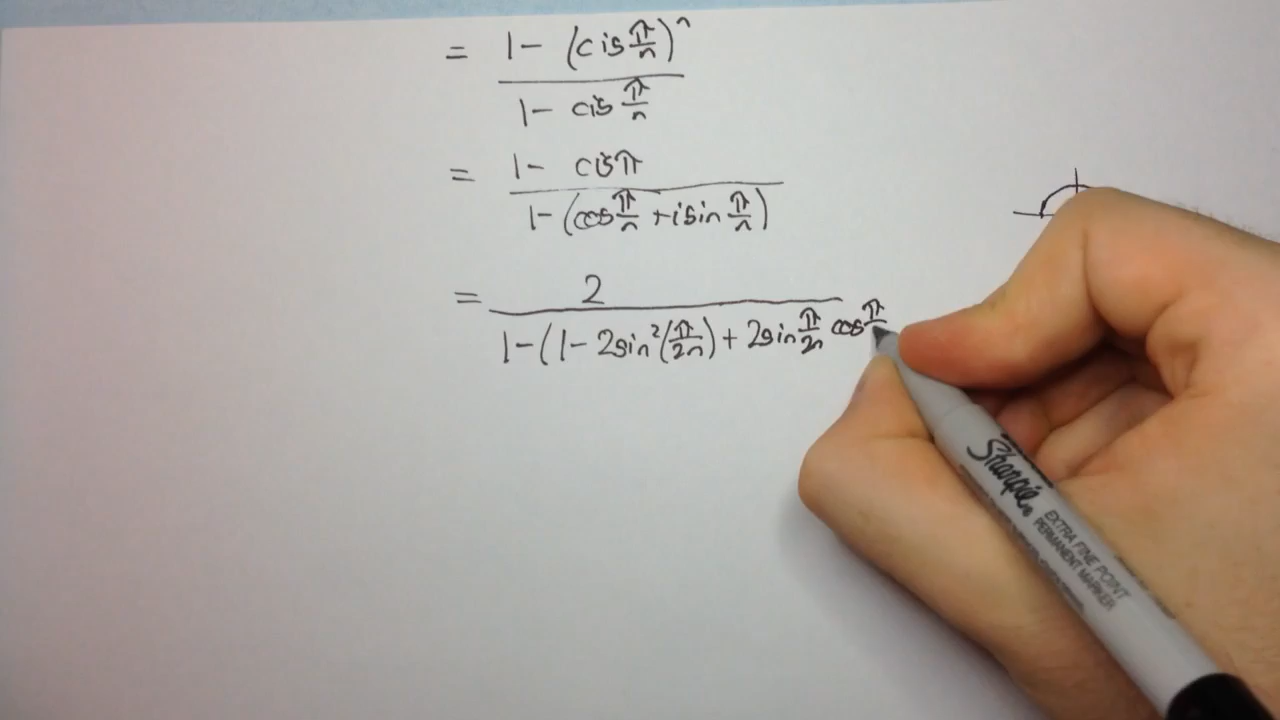 = 1- (cis π/n)^n / 1- cis π/n
= 1- cis π / 1-(cos π/n +isin π/n)
= 2 / 1-(1-2sin²(π/2n)+2sin π/2n cos π
Sharpie
EXTRA FINE POINT
PERMANENT MARKER